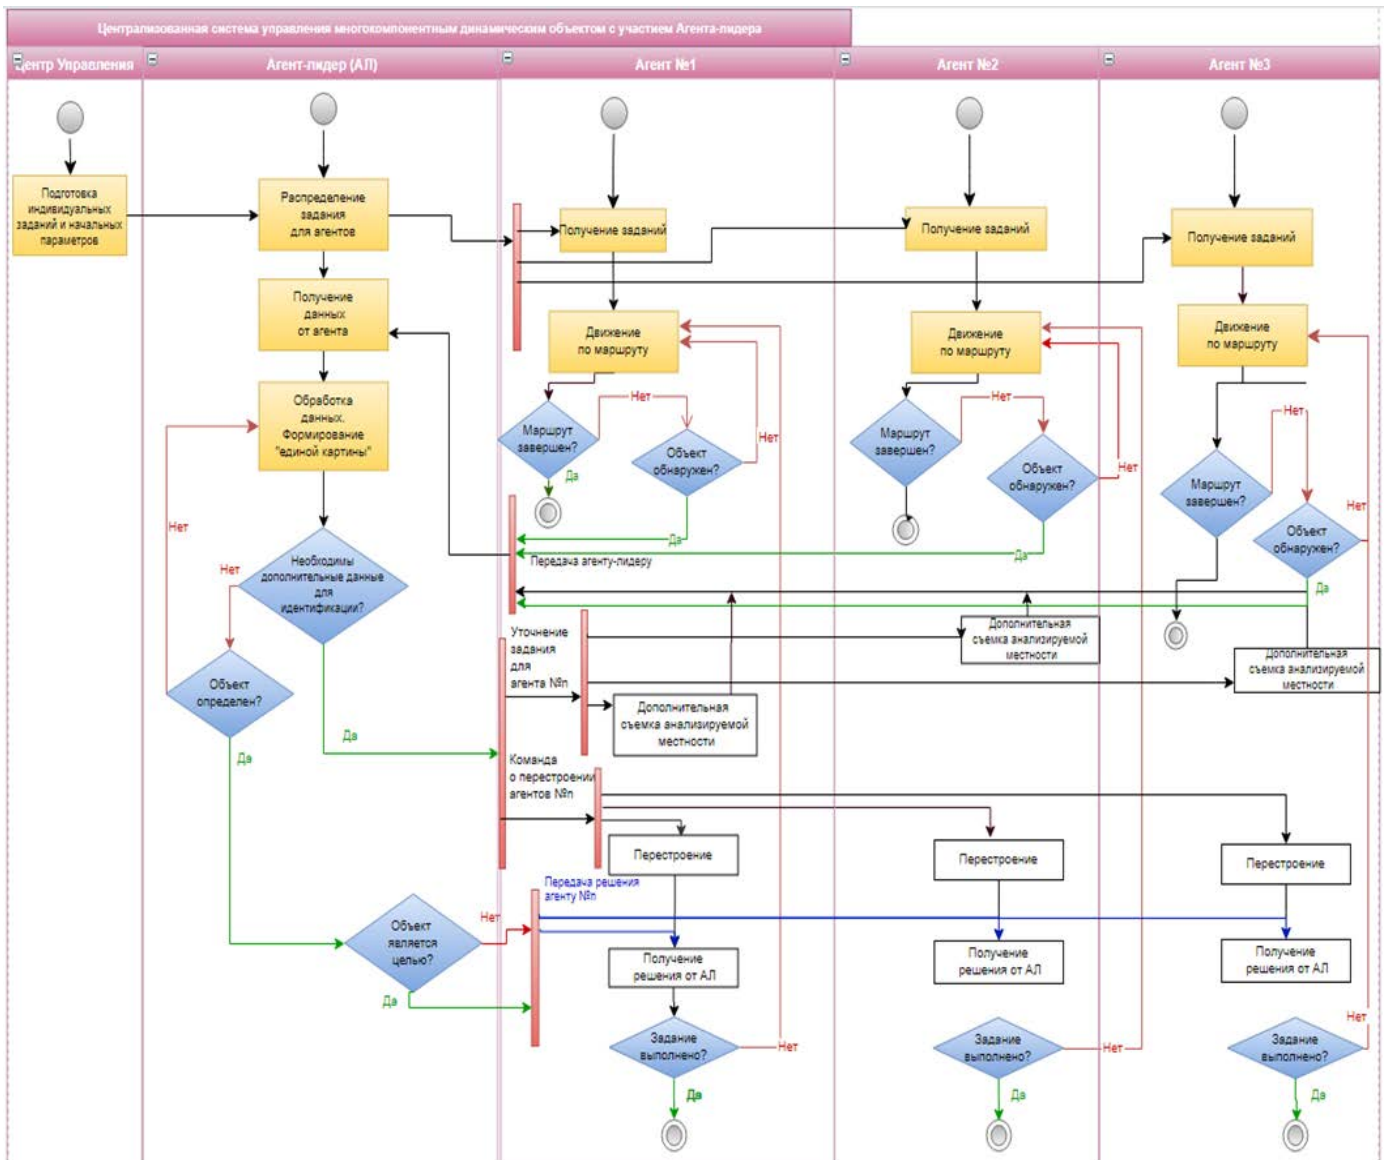 Централизованная система управления многокомпонентным динамическим объектом с участием Агента-лидера
Центр Управления
Агент-лидер (АЛ)
Агент №1
Агент №2
Агент №3
Подготовка
индивидуальных
заданий и начальных
параметров
Распределение
задания
для агентов
Получение
данных
от агента
Обработка
данных.
Формирование
"единой картины"
Нет
Необходимы
дополнительные данные
для
идентификации?
Нет
Объект
определен?
Да
Да
Объект
является
целью?
Нет
Да
Получение заданий
Движение
по маршруту
Маршрут
завершен?
Нет
Да
Объект
обнаружен?
Нет
Да
Передача агенту-лидеру
Уточнение
задания
для
агента №n
Дополнительная
съемка анализируемой
местности
Команда
о перестроении
агентов №n
Перестроение
Передача решения
агенту №n
Получение
решения от АЛ
Задание
выполнено?
Нет
Да
Получение заданий
Движение
по маршруту
Маршрут
завершен?
Нет
Объект
обнаружен?
Нет
Да
Дополнительная
съемка анализируемой
местности
Перестроение
Получение
решения от АЛ
Задание
выполнено?
Нет
Да
Получение заданий
Движение
по маршруту
Маршрут
завершен?
Нет
Объект
обнаружен?
Нет
Да
Дополнительная
съемка анализируемой
местности
Перестроение
Получение
решения от АЛ
Задание
выполнено?
Нет
Да